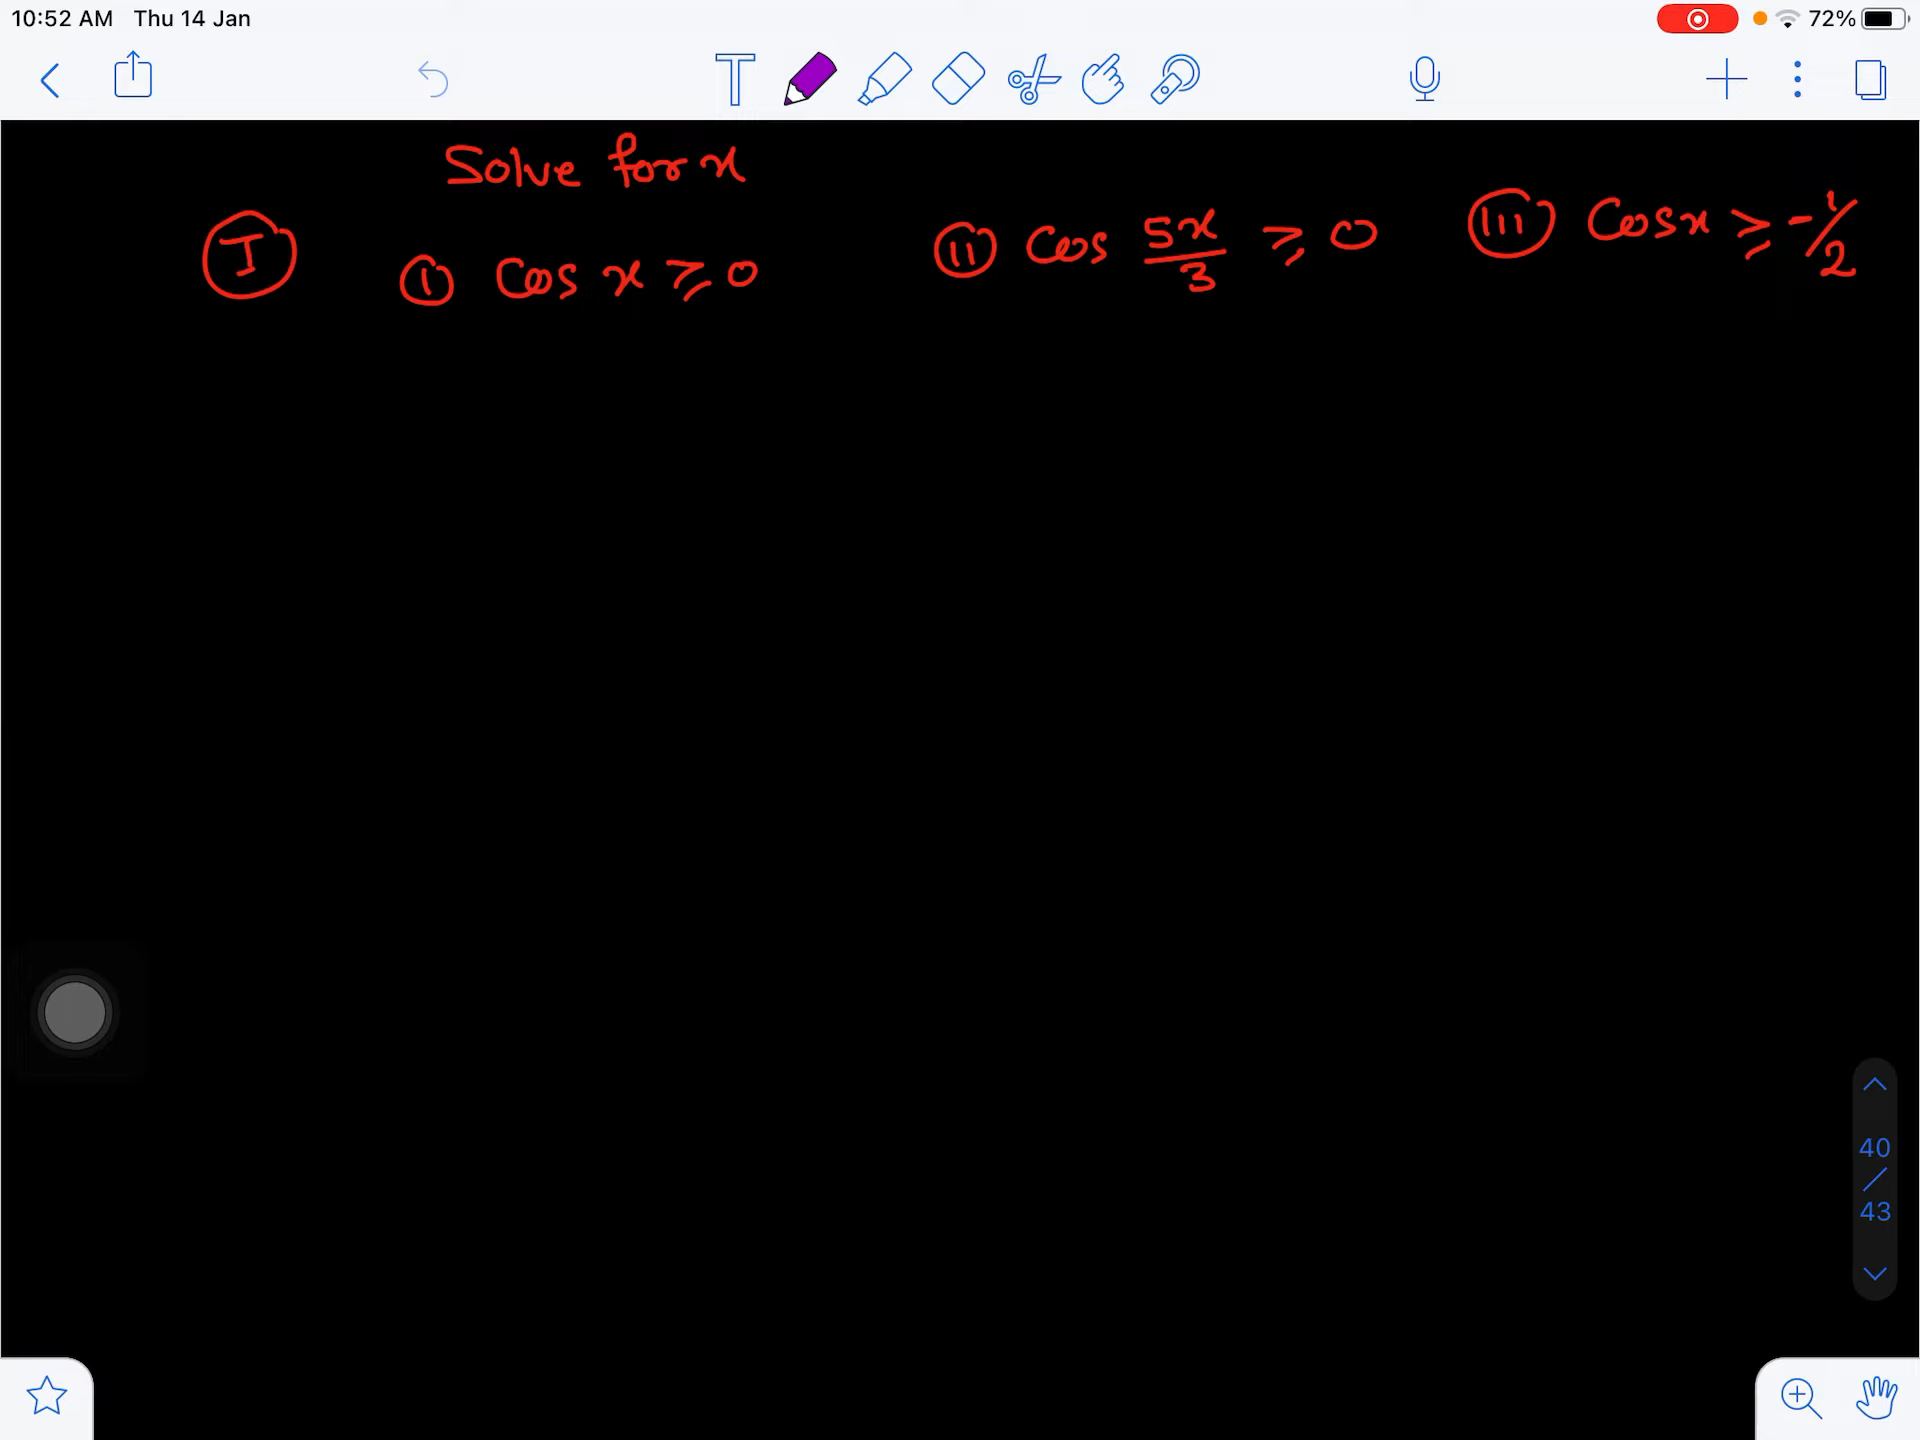 10:52 AM Thu 14 Jan 72%
T
Solve for x
I (i) Cos x ≥ 0 (ii) Cos 5x/3 ≥ 0 (iii) Cos x ≥ -1/2
40
/
43